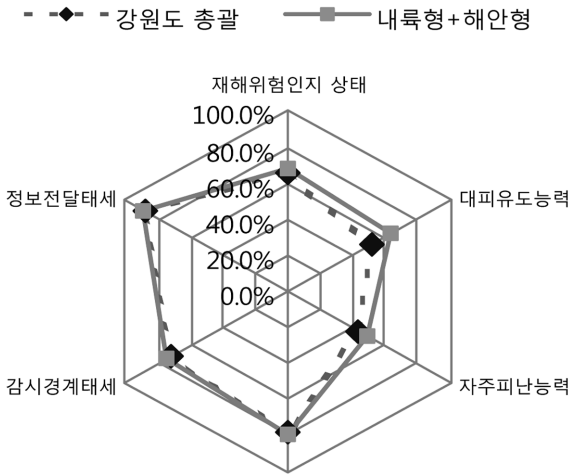 강원도 총괄 내륙형+해안형
재해위험인지 상태
100.0%
80.0%
정보전달태세 60.0% 대피유도능력
40.0%
20.0%
0.0%
감시경계태세 자주피난능력